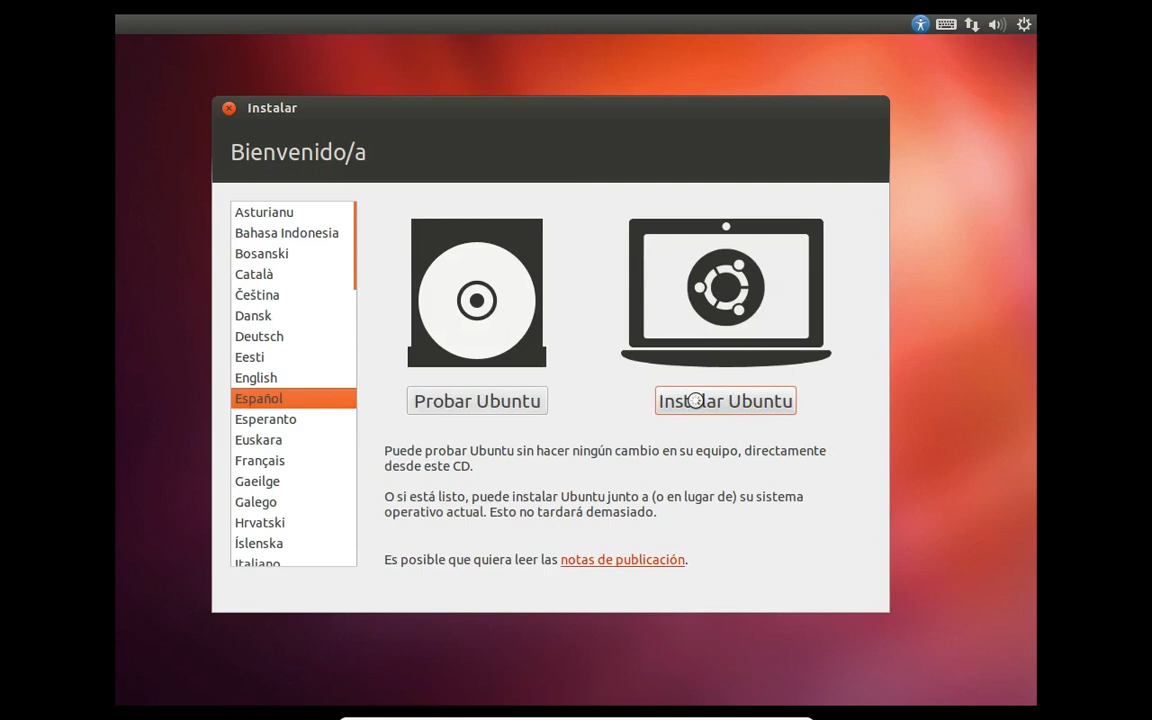 Instalar
Bienvenido/a
Asturianu
Bahasa Indonesia
Bosanski
Català
Čeština
Dansk
Deutsch
Eesti
English
Español
Esperanto
Euskara
Français
Gaeilge
Galego
Hrvatski
Íslenska
Italiano
Probar Ubuntu
Instalar Ubuntu
Puede probar Ubuntu sin hacer ningún cambio en su equipo, directamente
desde este CD.
O si está listo, puede instalar Ubuntu junto a (o en lugar de) su sistema
operativo actual. Esto no tardará demasiado.
Es posible que quiera leer las notas de publicación.